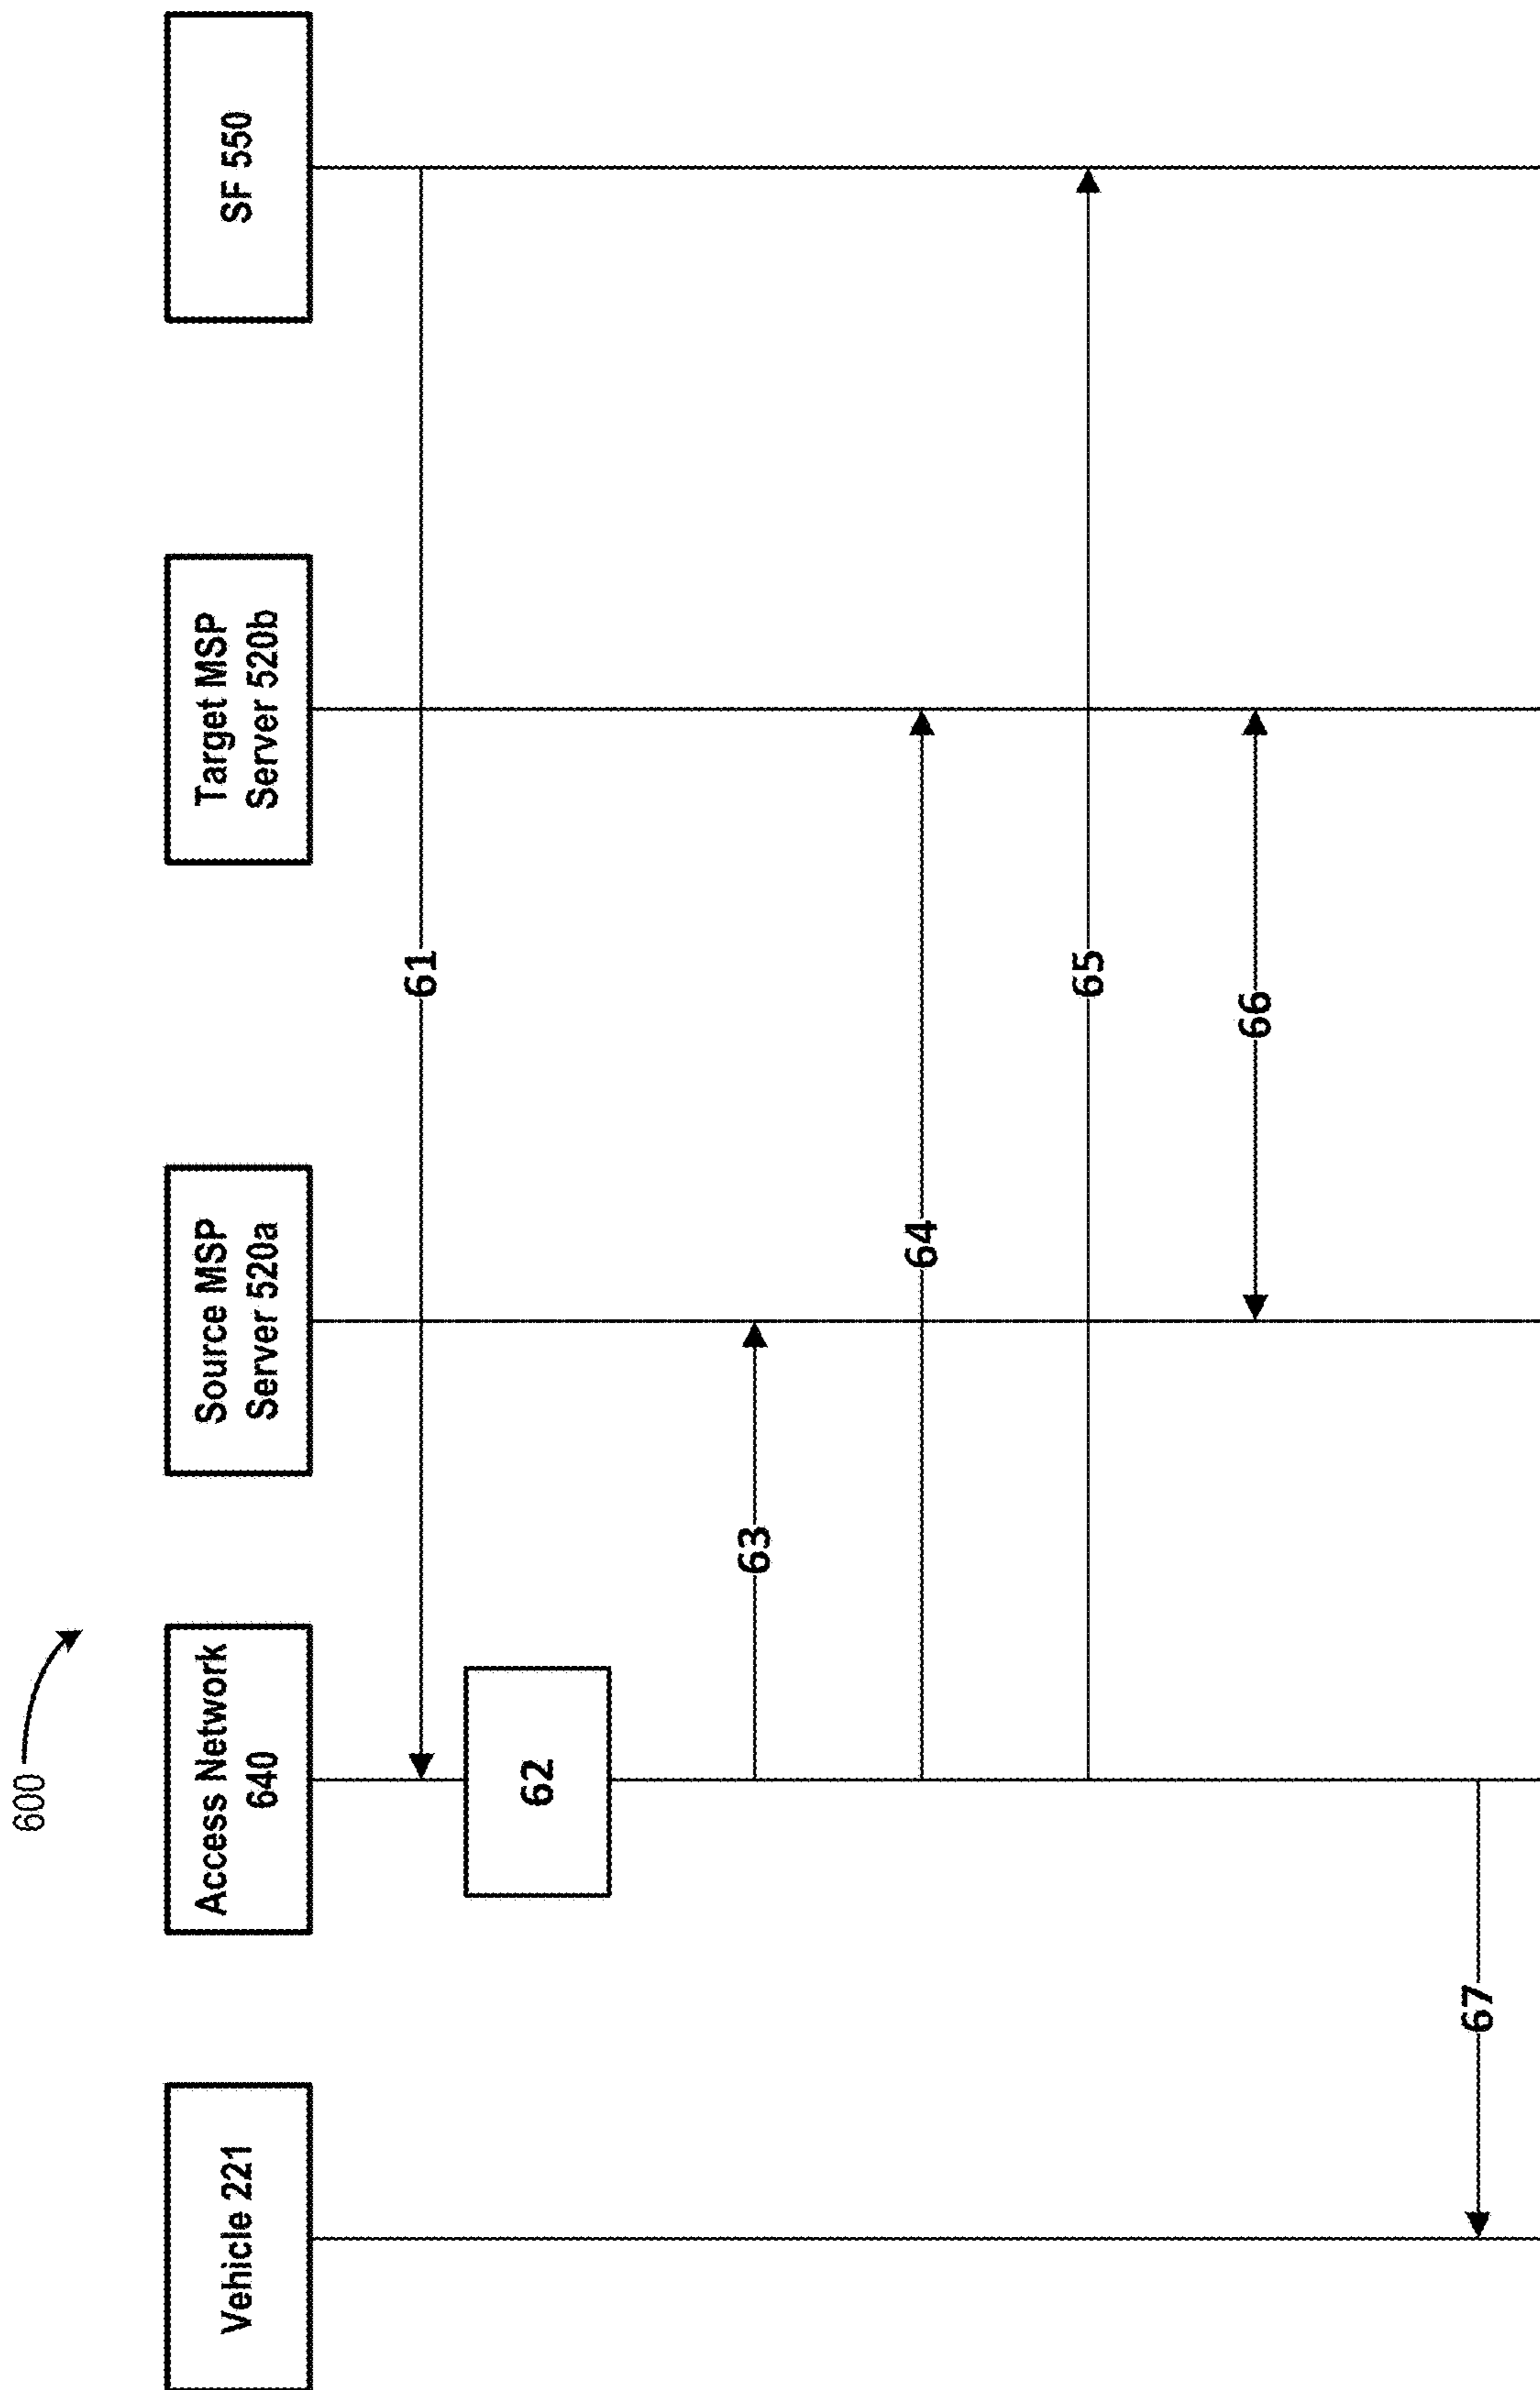 600
Vehicle 221
Access Network
640
Source MSP
Server 520a
Target MSP
Server 520b
SF 550
61
62
63
64
65
66
67